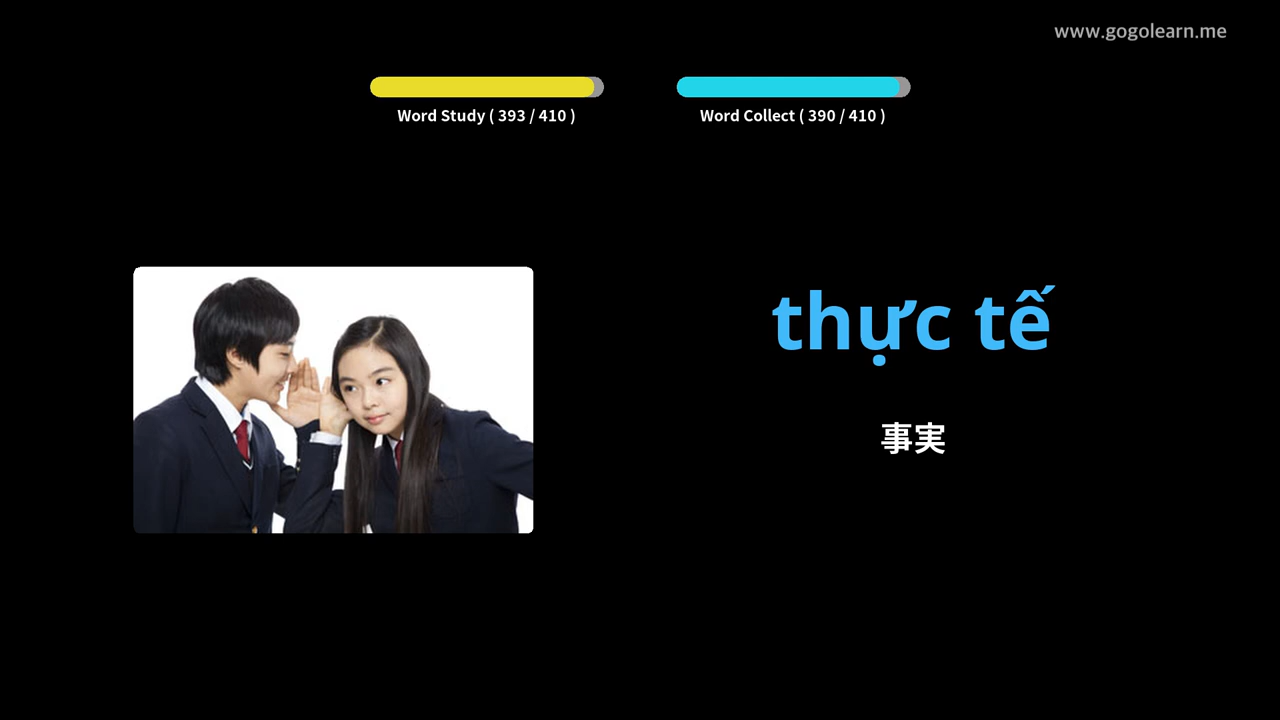 www.gogolearn.me
Word Study ( 393 / 410 )
Word Collect ( 390 / 410 )
thực tế
事実